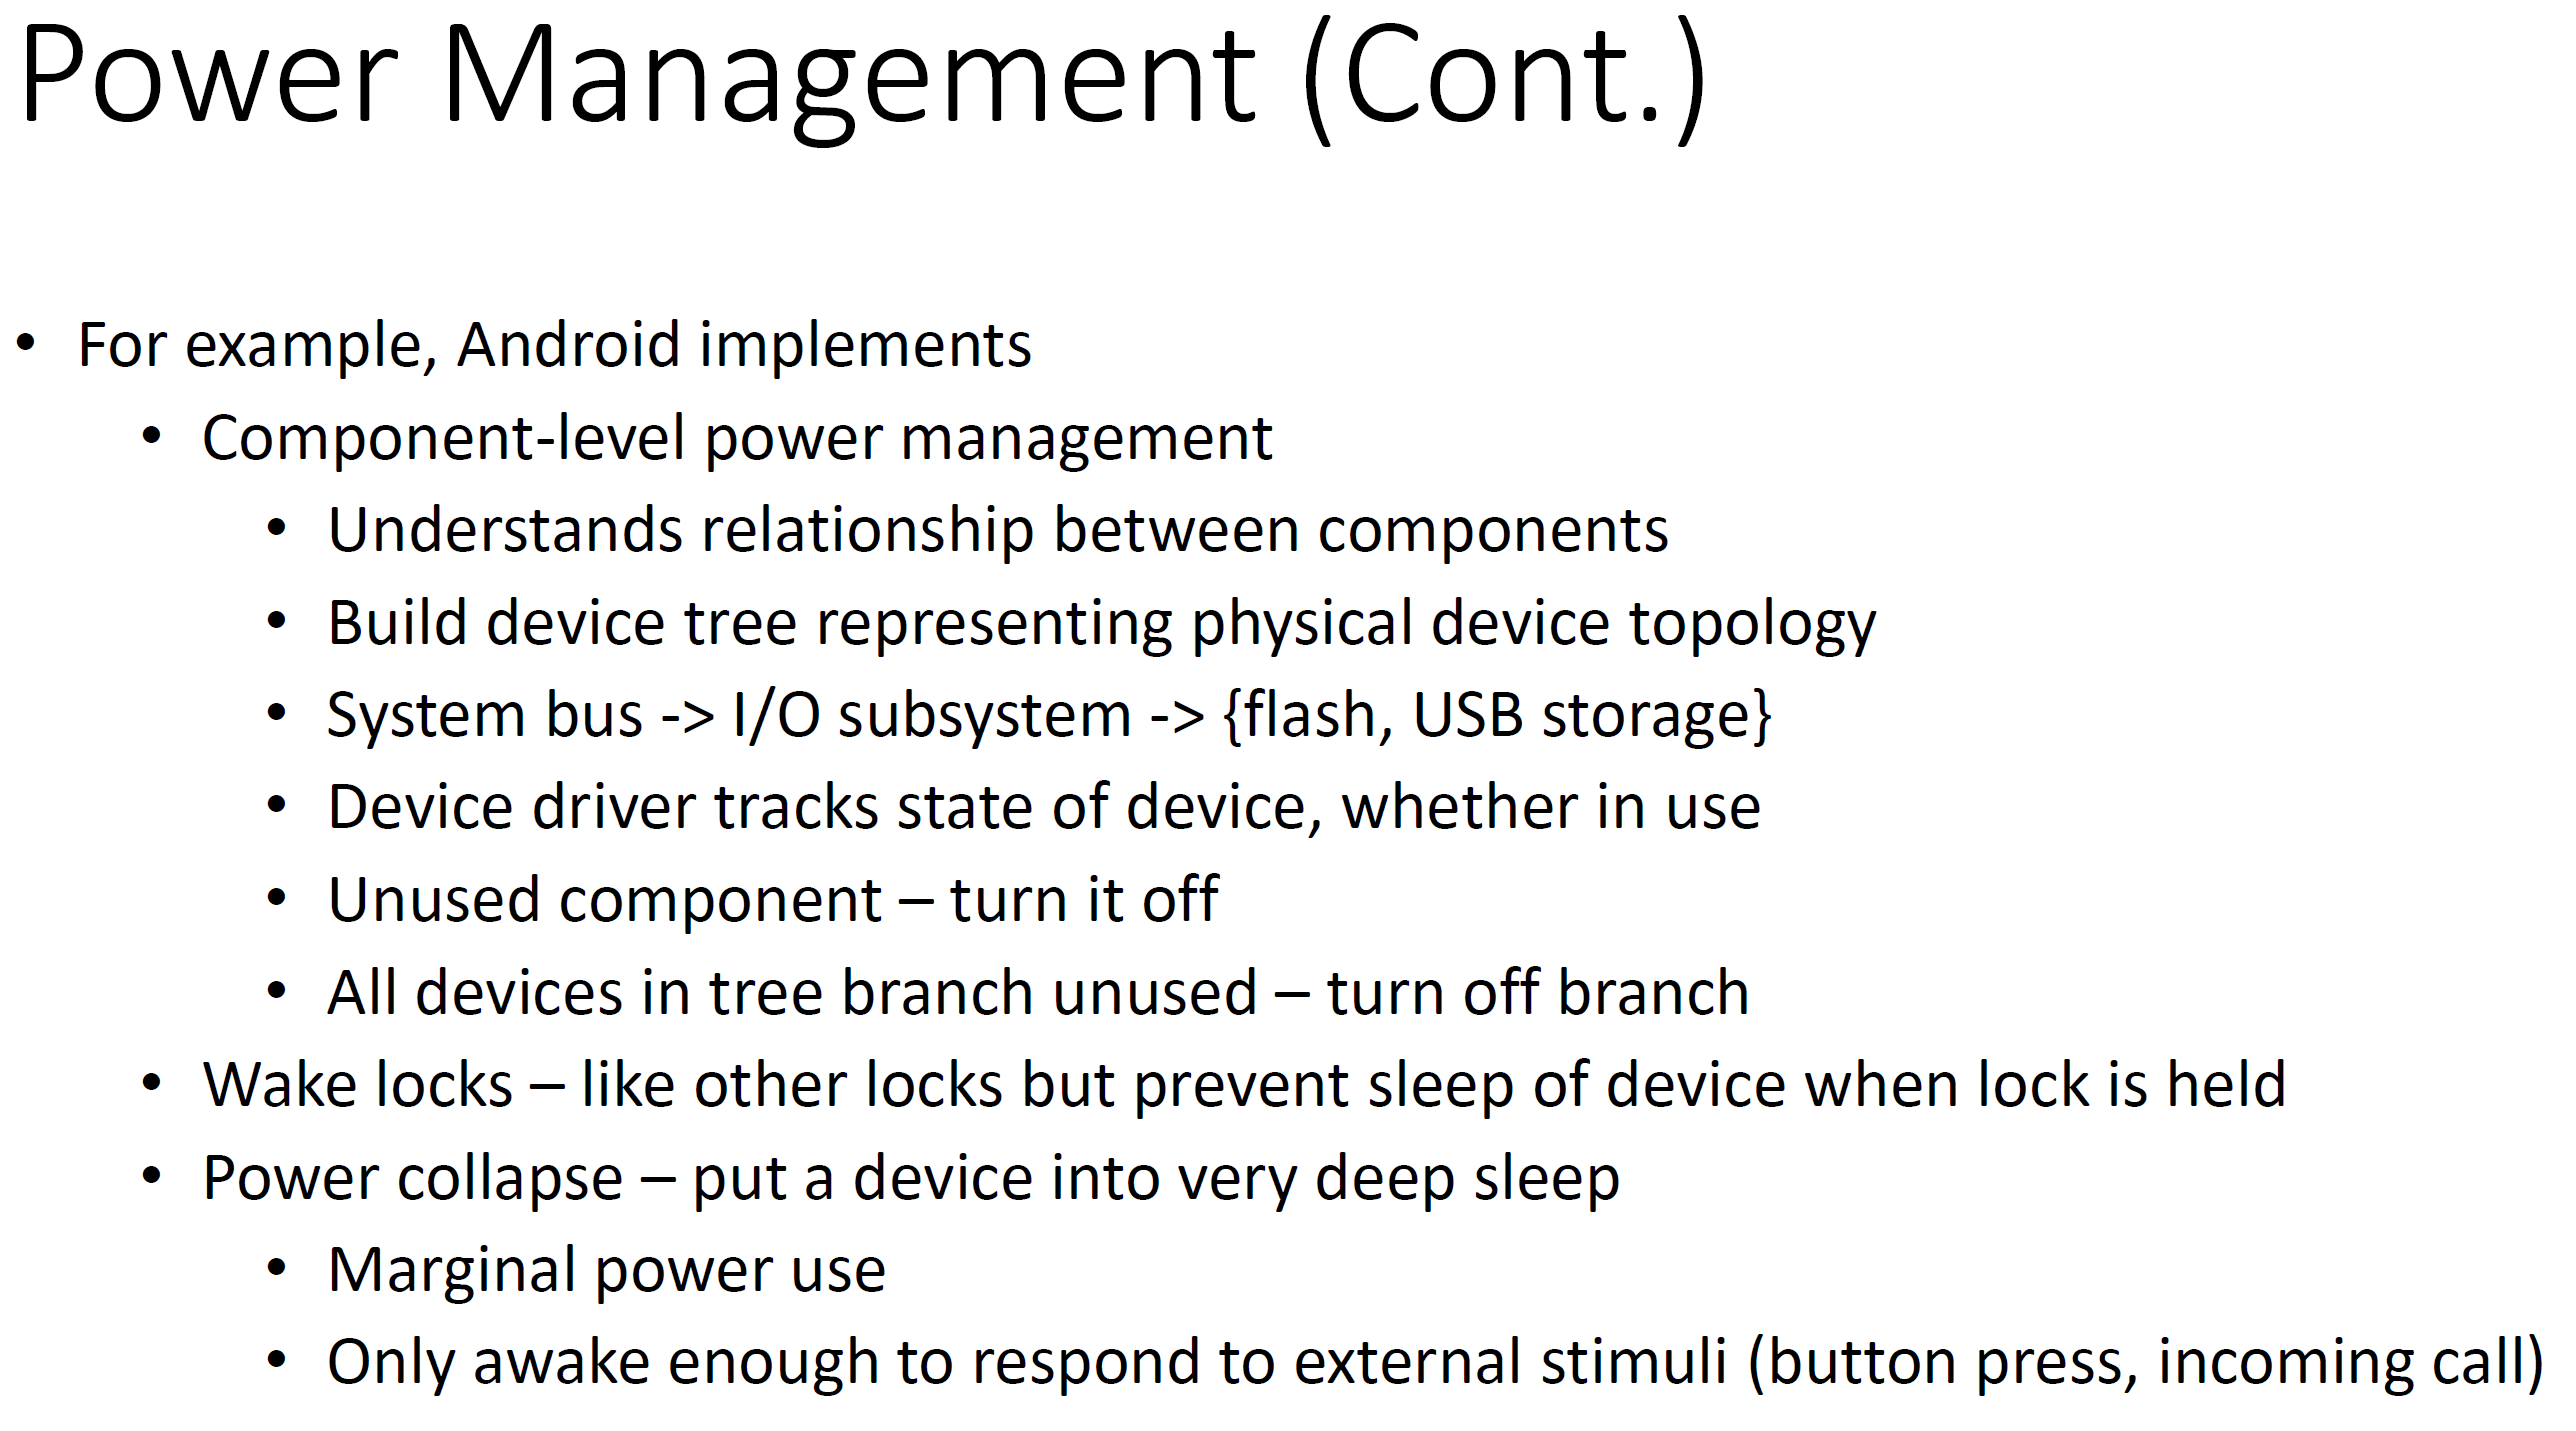 Power Management (Cont.)
• For example, Android implements
• Component-level power management
• Understands relationship between components
• Build device tree representing physical device topology
• System bus -> I/O subsystem -> {flash, USB storage}
• Device driver tracks state of device, whether in use
• Unused component – turn it off
• All devices in tree branch unused – turn off branch
• Wake locks – like other locks but prevent sleep of device when lock is held
• Power collapse – put a device into very deep sleep
• Marginal power use
• Only awake enough to respond to external stimuli (button press, incoming call)